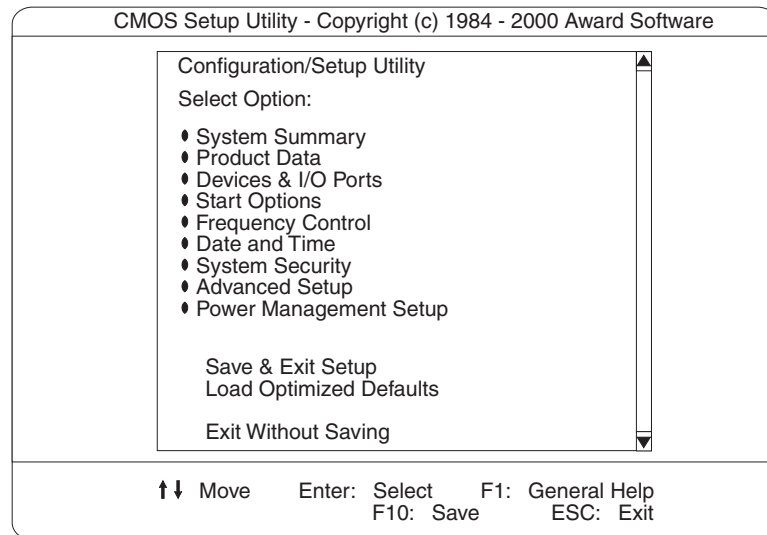 CMOS Setup Utility - Copyright (c) 1984 - 2000 Award Software
Configuration/Setup Utility
Select Option:
System Summary
Product Data
Devices & I/O Ports
Start Options
Frequency Control
Date and Time
System Security
Advanced Setup
Power Management Setup
Save & Exit Setup
Load Optimized Defaults
Exit Without Saving
Move Enter: Select F1: General Help
F10: Save ESC: Exit